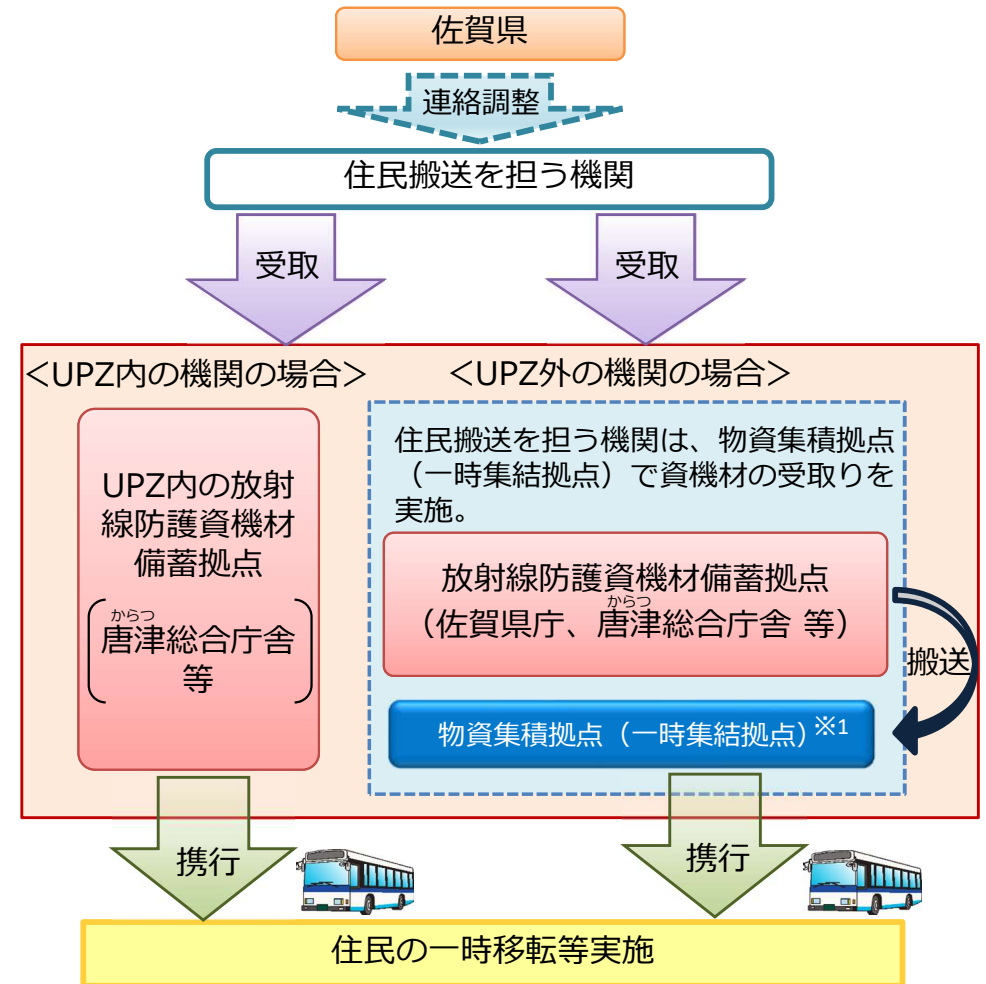 佐賀県
連絡調整
住民搬送を担う機関
受取
受取
＜UPZ内の機関の場合＞
＜UPZ外の機関の場合＞
UPZ内の放射
線防護資機材
備蓄拠点
からつ
唐津総合庁舎
等
住民搬送を担う機関は、物資集積拠点
（一時集結拠点）で資機材の受取りを
実施。
放射線防護資機材備蓄拠点
からつ
（佐賀県庁、唐津総合庁舎 等）
搬送
物資集積拠点（一時集結拠点）※1
携行
携行
住民の一時移転等実施